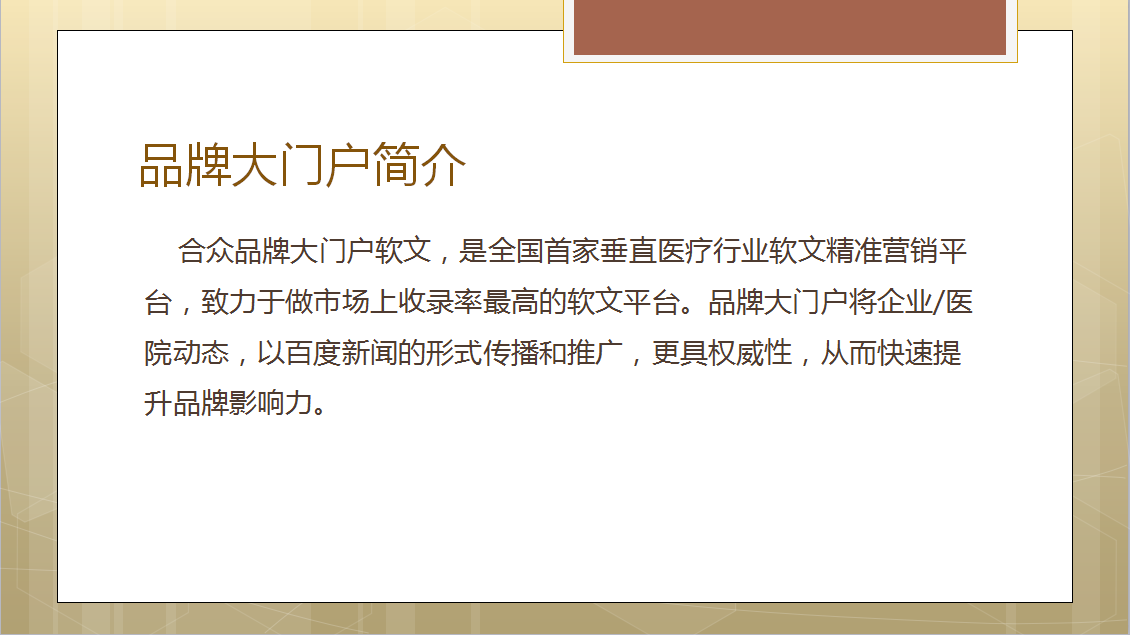 品牌大门户简介
合众品牌大门户软文，是全国首家垂直医疗行业软文精准营销平
台，致力于做市场上收录率最高的软文平台。品牌大门户将企业/医
院动态，以百度新闻的形式传播和推广，更具权威性，从而快速提
升品牌影响力。